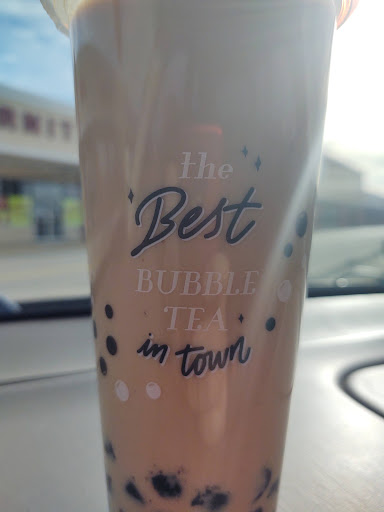 the
Best
BUBBLE
TEA
in town